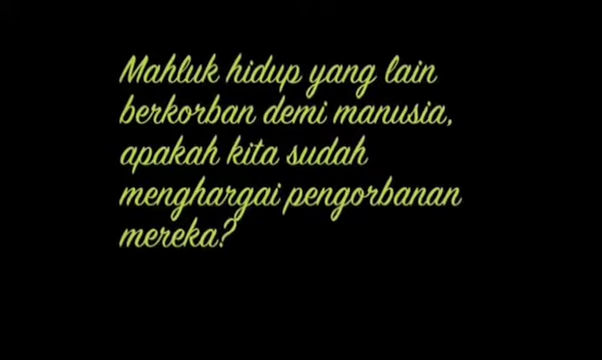 Mahluk hidup yang lain
berkorban demi manusia,
apakah kita sudah
menghargai pengorbanan
mereka?